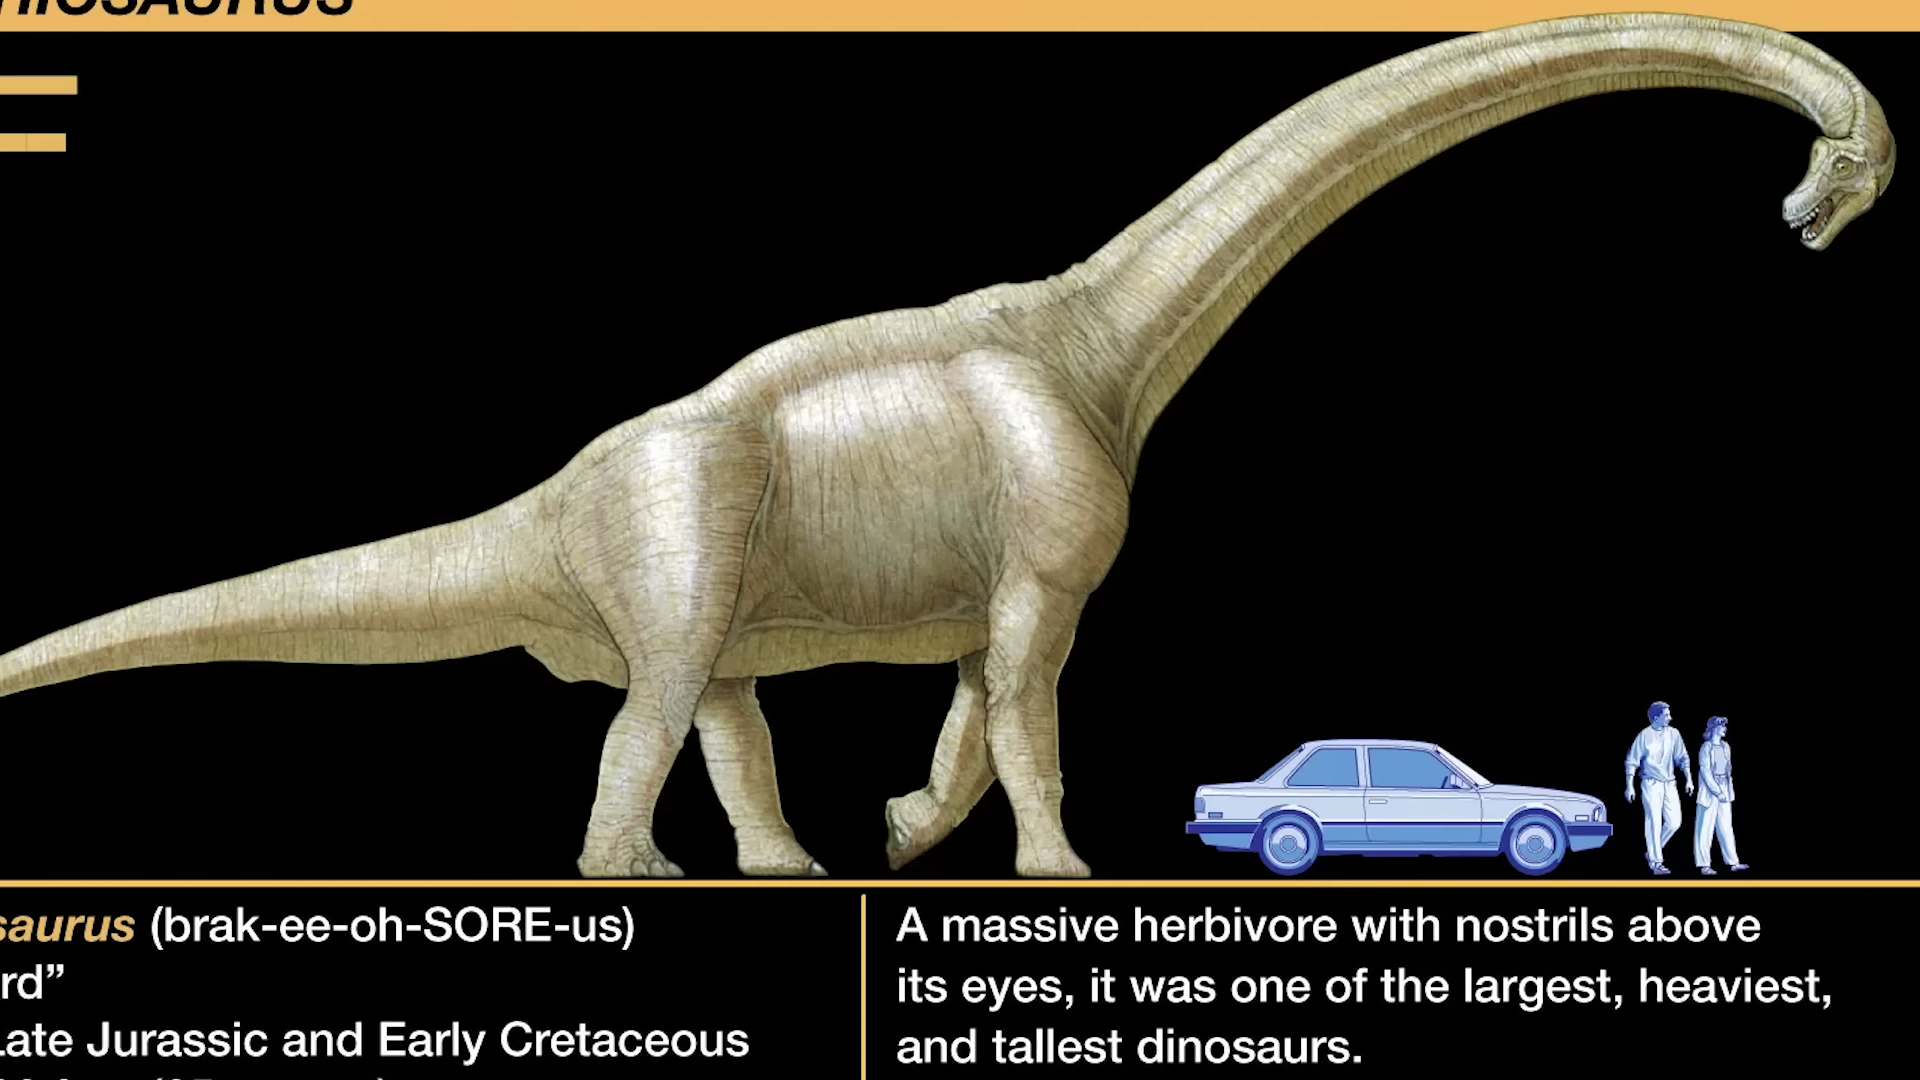 HIOSAURUS
saurus (brak-ee-oh-SORE-us)
rd”
Late Jurassic and Early Cretaceous
A massive herbivore with nostrils above
its eyes, it was one of the largest, heaviest,
and tallest dinosaurs.